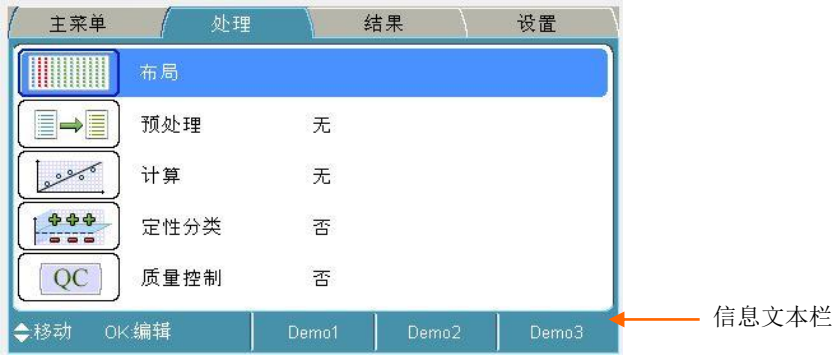 主菜单 处理 结果 设置
布局
预处理 无
计算 无
定性分类 否
QC 质量控制 否
移动 OK:编辑 Demo1 Demo2 Demo3
信息文本栏